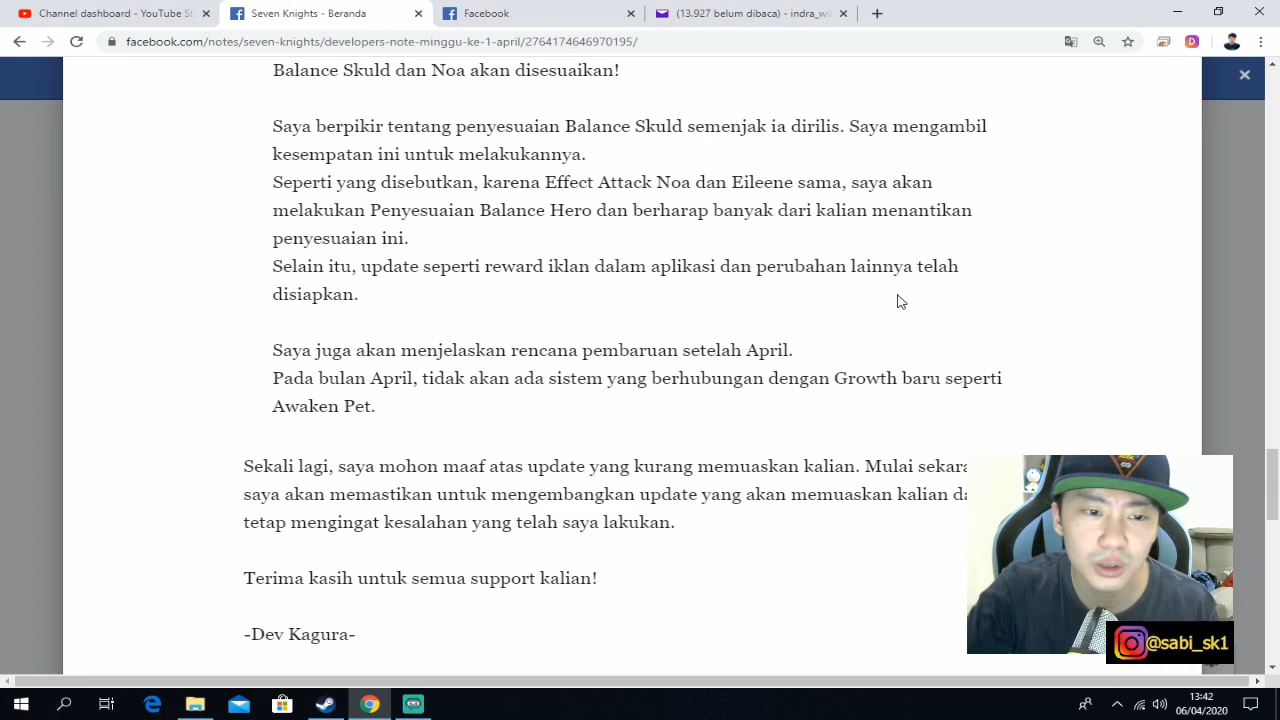 Channel dashboard - YouTube St
Seven Knights - Beranda
Facebook
(13.927 belum dibaca) - indra_wi
facebook.com/notes/seven-knights/developers-note-minggu-ke-1-april/2764174646970195/
Balance Skuld dan Noa akan disesuaikan!
Saya berpikir tentang penyesuaian Balance Skuld semenjak ia dirilis. Saya mengambil
kesempatan ini untuk melakukannya.
Seperti yang disebutkan, karena Effect Attack Noa dan Eileene sama, saya akan
melakukan Penyesuaian Balance Hero dan berharap banyak dari kalian menantikan
penyesuaian ini.
Selain itu, update seperti reward iklan dalam aplikasi dan perubahan lainnya telah
disiapkan.
Saya juga akan menjelaskan rencana pembaruan setelah April.
Pada bulan April, tidak akan ada sistem yang berhubungan dengan Growth baru seperti
Awaken Pet.
Sekali lagi, saya mohon maaf atas update yang kurang memuaskan kalian. Mulai sekara
saya akan memastikan untuk mengembangkan update yang akan memuaskan kalian da
tetap mengingat kesalahan yang telah saya lakukan.
Terima kasih untuk semua support kalian!
-Dev Kagura-
@sabi_sk1
13:42
06/04/2020